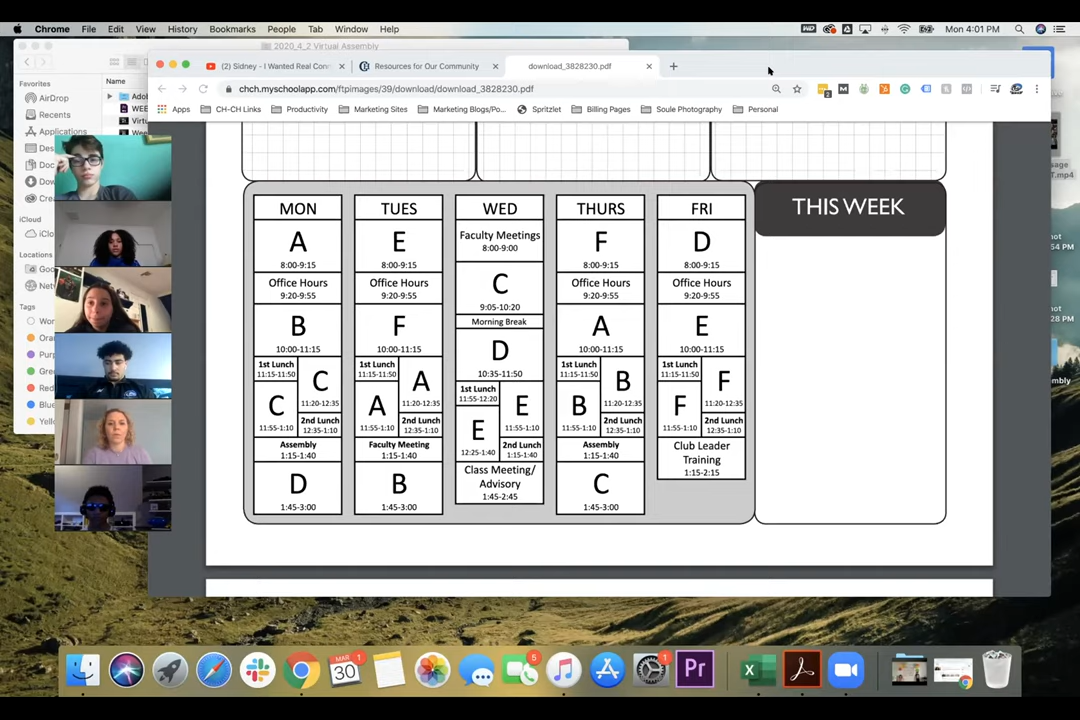 Chrome File Edit View History Bookmarks People Tab Window Help
Mon 4:01 PM
2020_4_2 Virtual Assembly
(2) Sidney - I Wanted Real Con
Resources for Our Community
download_3828230.pdf
chch.myschoolapp.com/ftpimages/39/download/download_3828230.pdf
Apps CH-CH Links Productivity Marketing Sites Marketing Blogs/Po... Spritzlet Billing Pages Soule Photography Personal
Favorites
AirDrop
Recents
Applications
iCloud
Locations
Tags
Name
THIS WEEK
MON
A
8:00-9:15
Office Hours
9:20-9:55
B
10:00-11:15
1st Lunch
11:15-11:50
C
11:20-12:35
C
11:55-1:10
2nd Lunch
12:35-1:10
Assembly
1:15-1:40
D
1:45-3:00
TUES
E
8:00-9:15
Office Hours
9:20-9:55
F
10:00-11:15
1st Lunch
11:15-11:50
A
11:20-12:35
A
11:55-1:10
2nd Lunch
12:35-1:10
Faculty Meeting
1:15-1:40
B
1:45-3:00
WED
Faculty Meetings
8:00-9:00
C
9:05-10:20
Morning Break
D
10:35-11:50
1st Lunch
11:55-12:20
E
11:55-1:10
E
12:25-1:40
2nd Lunch
1:15-1:40
Class Meeting/
Advisory
1:45-2:45
THURS
F
8:00-9:15
Office Hours
9:20-9:55
A
10:00-11:15
1st Lunch
11:15-11:50
B
11:20-12:35
B
11:55-1:10
2nd Lunch
12:35-1:10
Assembly
1:15-1:40
C
1:45-3:00
FRI
D
8:00-9:15
Office Hours
9:20-9:55
E
10:00-11:15
1st Lunch
11:15-11:50
F
11:20-12:35
F
11:55-1:10
2nd Lunch
12:35-1:10
Club Leader
Training
1:15-2:15
MAR
30
Pr